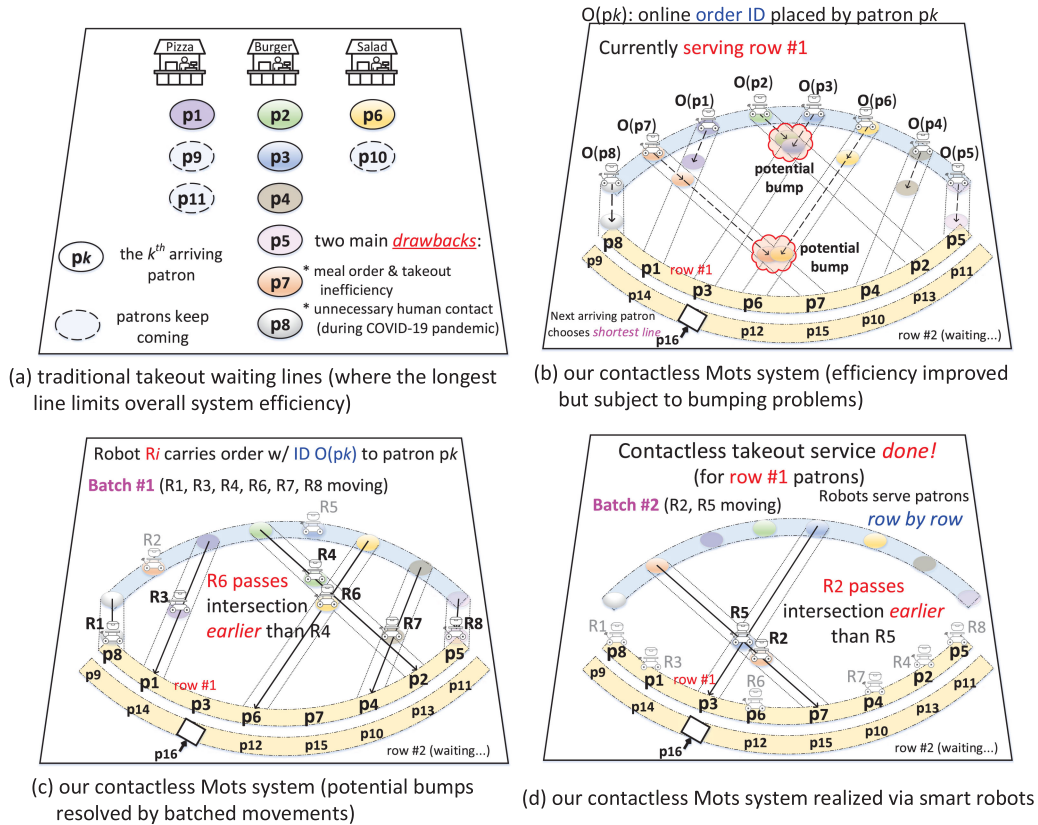 Pizza
Burger
Salad
p1
p2
p6
p9
p3
p10
p11
p4
p5
two main drawbacks:
pk
the kth arriving
patron
p7
* meal order & takeout
inefficiency
patrons keep
coming
p8
* unnecessary human contact
(during COVID-19 pandemic)
(a) traditional takeout waiting lines (where the longest
line limits overall system efficiency)
O(pk): online order ID placed by patron pk
Currently serving row #1
O(p2)
O(p3)
O(p1)
O(p6)
O(p7)
O(p4)
O(p8)
O(p5)
potential
bump
potential
bump
p8
p5
p9
p1
row #1
p2
p11
p14
p3
p6
p7
p4
p13
Next arriving patron
chooses shortest line
p16
p12
p15
p10
row #2 (waiting...)
(b) our contactless Mots system (efficiency improved
but subject to bumping problems)
Robot Ri carries order w/ ID O(pk) to patron pk
Batch #1 (R1, R3, R4, R6, R7, R8 moving)
R5
R2
R4
R6 passes
intersection
earlier than R4
R6
R3
R1
R7
R8
p8
p5
p9
p1
row #1
p2
p11
p14
p3
p6
p7
p4
p13
p16
p12
p15
p10
row #2 (waiting...)
(c) our contactless Mots system (potential bumps
resolved by batched movements)
Contactless takeout service done!
(for row #1 patrons)
Batch #2 (R2, R5 moving)
Robots serve patrons
row by row
R2 passes
intersection earlier
than R5
R5
R2
R1
R8
R3
R4
R6
R7
p8
p5
p9
p1
row #1
p2
p11
p14
p3
p6
p7
p4
p13
p16
p12
p15
p10
row #2 (waiting...)
(d) our contactless Mots system realized via smart robots